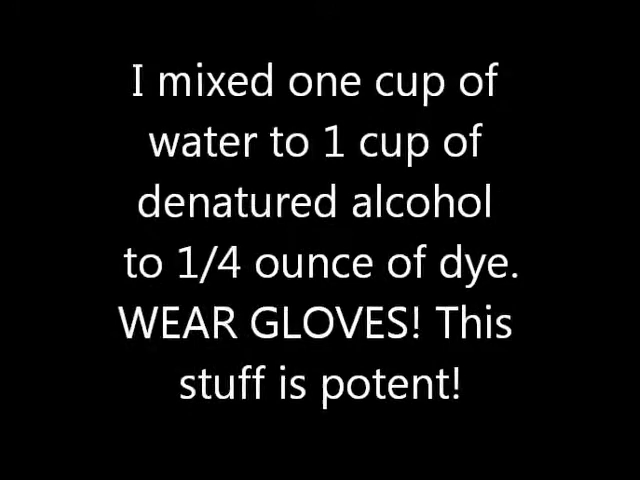 I mixed one cup of
water to 1 cup of
denatured alcohol
to 1/4 ounce of dye.
WEAR GLOVES! This
stuff is potent!